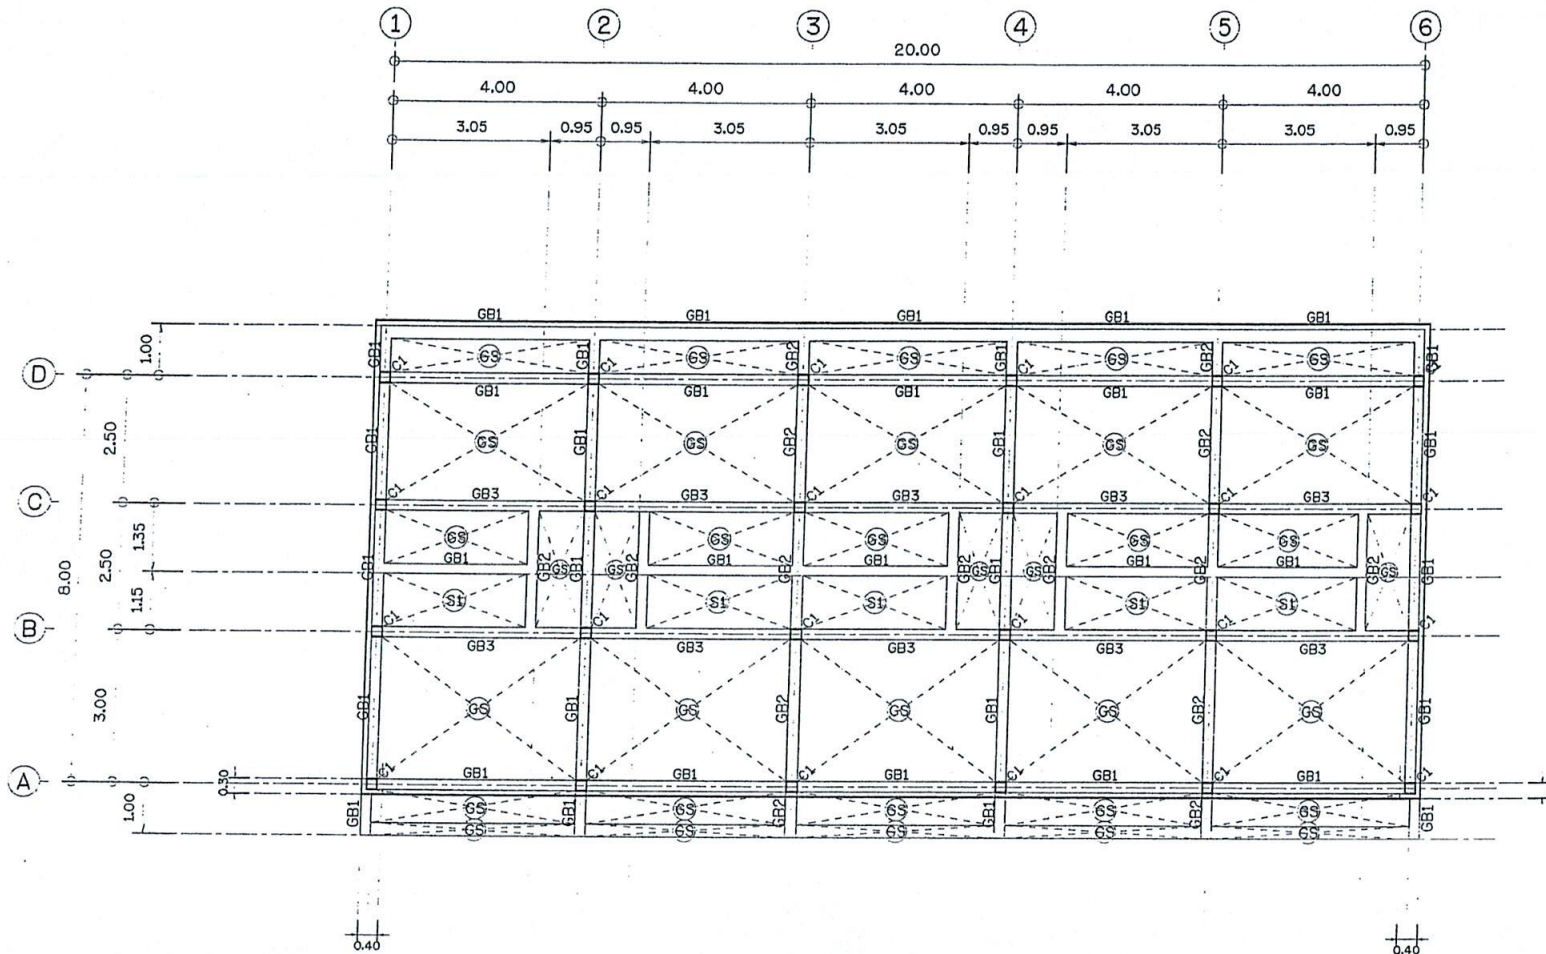 1 2 3 4 5 6
20.00
4.00 4.00 4.00 4.00 4.00
3.05 0.95 0.95 3.05 3.05 0.95 0.95 3.05 3.05 0.95
GB1 GB1 GB1 GB1 GB1
1.00 GB1 GS GB1 GS GB2 GS GB1 GS GB2 GS GB1
D C1 C1 C1 C1 C1 C1
GB1 GB1 GB1 GB1 GB1
2.50 GB1 GS GB1 GS GB2 GS GB1 GS GB2 GS GB1
C C1 GB3 C1 GB3 C1 GB3 C1 GB3 C1 GB3 C1
1.35 GS GS GS GS GS
8.00 2.50 GB1 GB1 GB2 GS GB1 GS GB2 GB1 GB2 GB1 GB2 GS GB1 GS GB2 GB1 GB2 GB1 GB2 GS GB1
1.15 S1 S1 S1 S1 S1
B C1 C1 C1 C1 C1 C1
GB3 GB3 GB3 GB3 GB3
3.00 GB1 GS GB1 GS GB2 GS GB1 GS GB2 GS GB1
A C1 GB1 C1 GB1 C1 GB1 C1 GB1 C1 GB1 C1
0.30
1.00 GB1 GS GB1 GS GB2 GS GB1 GS GB2 GS GB1
GS GS GS GS GS
0.40 0.40